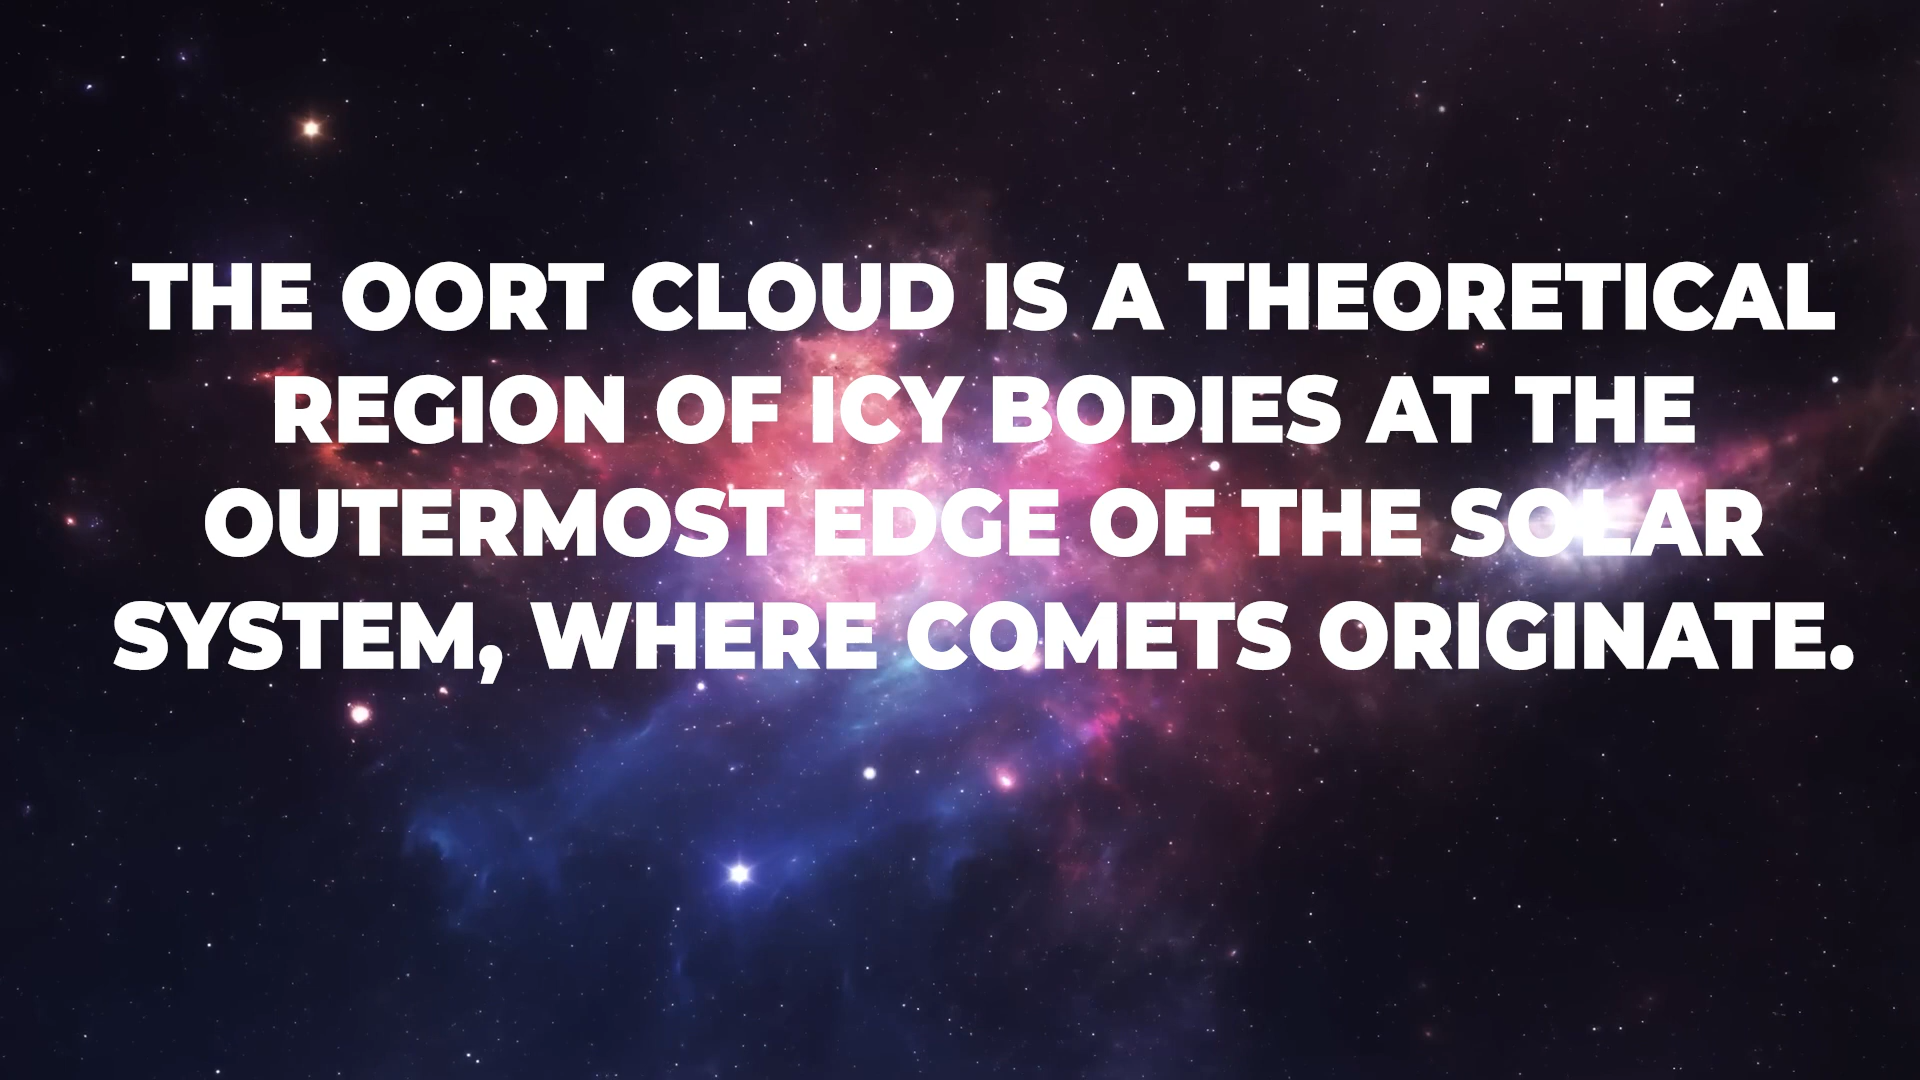 THE OORT CLOUD IS A THEORETICAL
REGION OF ICY BODIES AT THE
OUTERMOST EDGE OF THE SOLAR
SYSTEM, WHERE COMETS ORIGINATE.